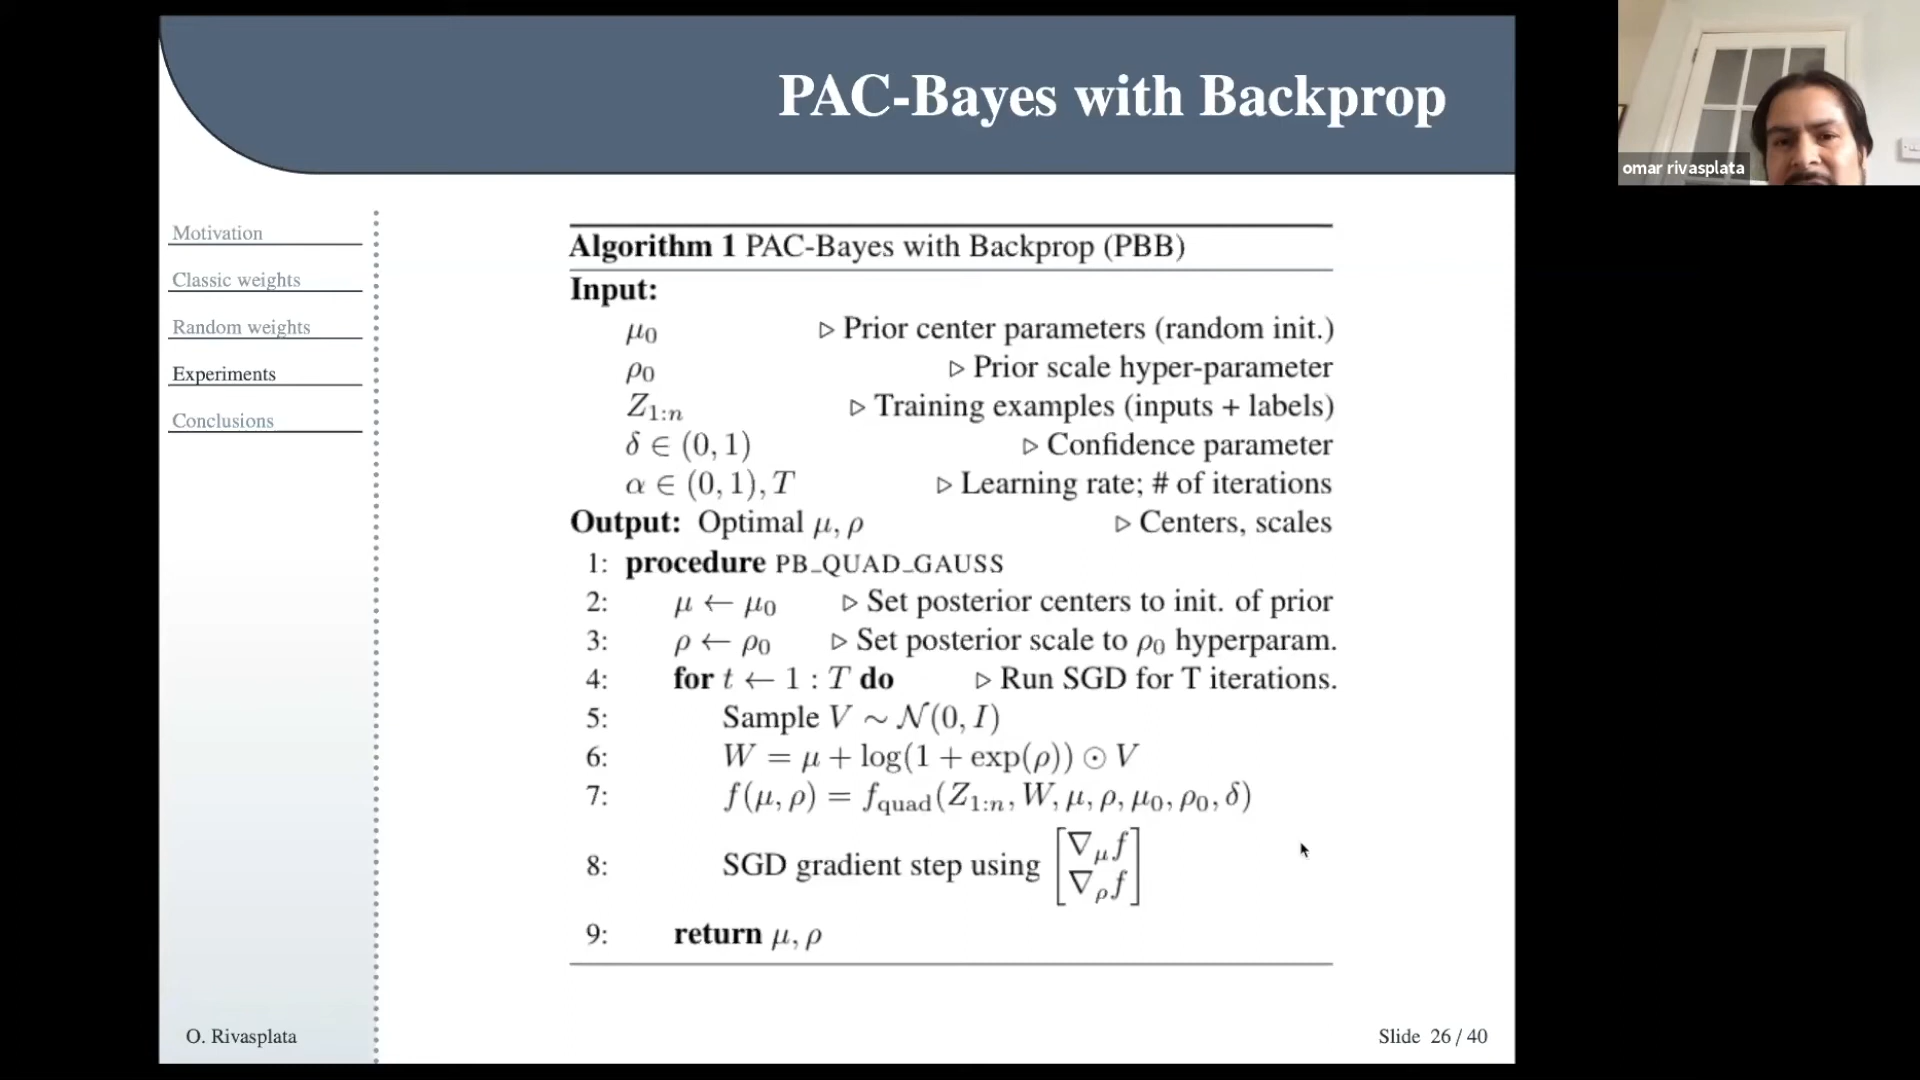 PAC-Bayes with Backprop
omar rivasplata
Motivation
Classic weights
Random weights
Experiments
Conclusions
Algorithm 1 PAC-Bayes with Backprop (PBB)
Input:
μ₀ ▷ Prior center parameters (random init.)
ρ₀ ▷ Prior scale hyper-parameter
Z₁:ₙ ▷ Training examples (inputs + labels)
δ ∈ (0, 1) ▷ Confidence parameter
α ∈ (0, 1), T ▷ Learning rate; # of iterations
Output: Optimal μ, ρ ▷ Centers, scales
1: procedure PB_QUAD_GAUSS
2: μ ← μ₀ ▷ Set posterior centers to init. of prior
3: ρ ← ρ₀ ▷ Set posterior scale to ρ₀ hyperparam.
4: for t ← 1 : T do ▷ Run SGD for T iterations.
5: Sample V ∼ N(0, I)
6: W = μ + log(1 + exp(ρ)) ⊙ V
7: f(μ, ρ) = f_quad(Z₁:ₙ, W, μ, ρ, μ₀, ρ₀, δ)
8: SGD gradient step using [∇_μ f ∇_ρ f]
9: return μ, ρ
O. Rivasplata
Slide 26 / 40